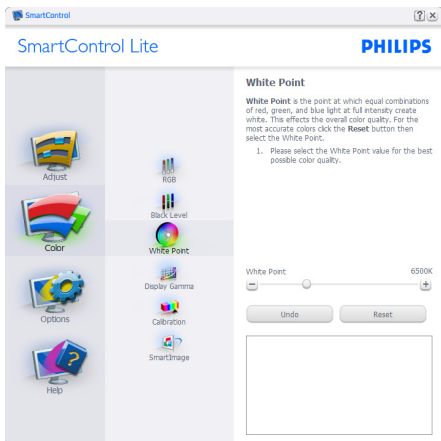 SmartControl
SmartControl Lite
PHILIPS
Adjust
Color
Options
Help
RGB
Black Level
White Point
Display Gamma
Calibration
SmartImage
White Point
White Point is the point at which equal combinations
of red, green, and blue light at full intensity create
white. This effects the overall color quality. For the
most accurate colors click the Reset button then
select the White Point.
1. Please select the White Point value for the best
possible color quality.
White Point 6500K
Undo Reset